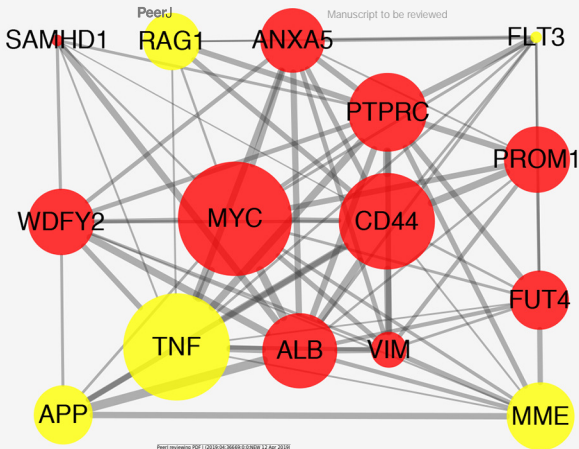 PeerJ
Manuscript to be reviewed
SAMHD1
RAG1
ANXA5
FLT3
PTPRC
PROM1
WDFY2
MYC
CD44
FUT4
TNF
ALB
VIM
APP
MME
PeerJ reviewing PDF | (2019:04:36669:0:0:NEW 12 Apr 2019)